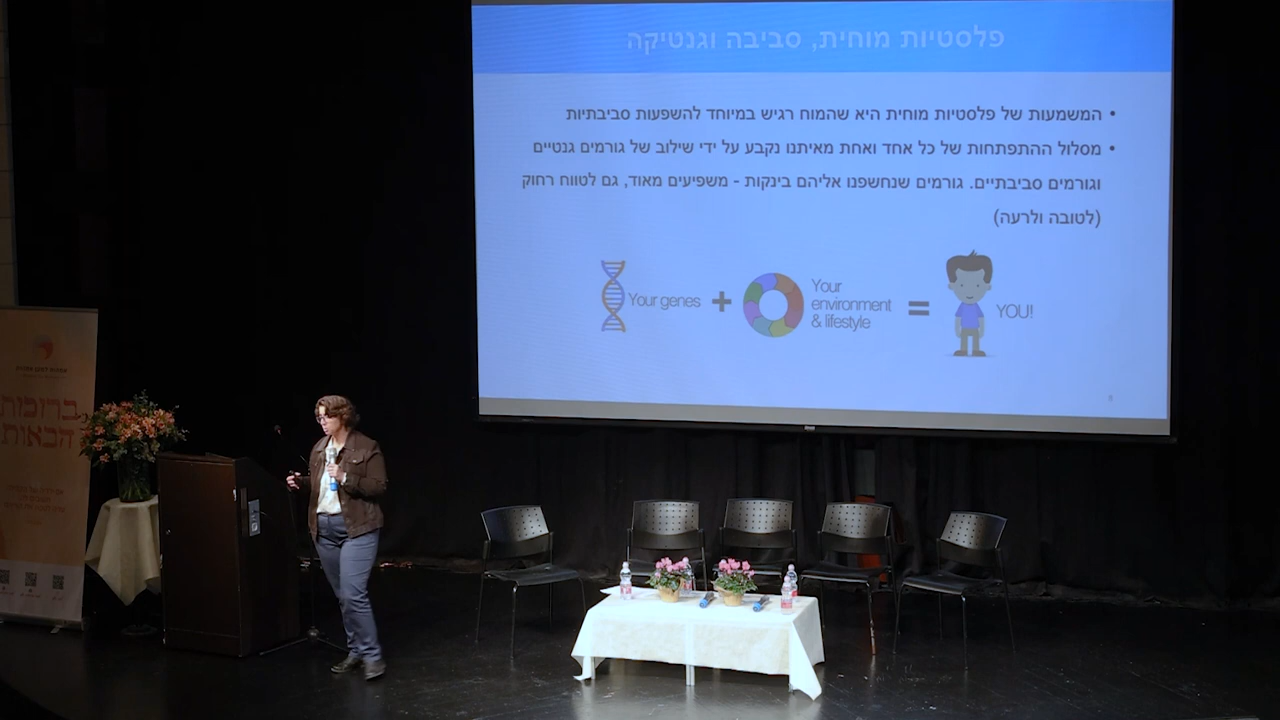 פלסטיות מוחית, סביבה וגנטיקה
• המשמעות של פלסטיות מוחית היא שהמוח רגיש במיוחד להשפעות סביבתיות
• מסלול ההתפתחות של כל אחד ואחת מאיתנו נקבע על ידי שילוב של גורמים גנטיים
וגורמים סביבתיים. גורמים שנחשפנו אליהם בינקות - משפיעים מאוד, גם לטווח רחוק
(לטובה ולרעה)
Your genes + Your
environment
& lifestyle = YOU!
8
ברוכות
הבאות